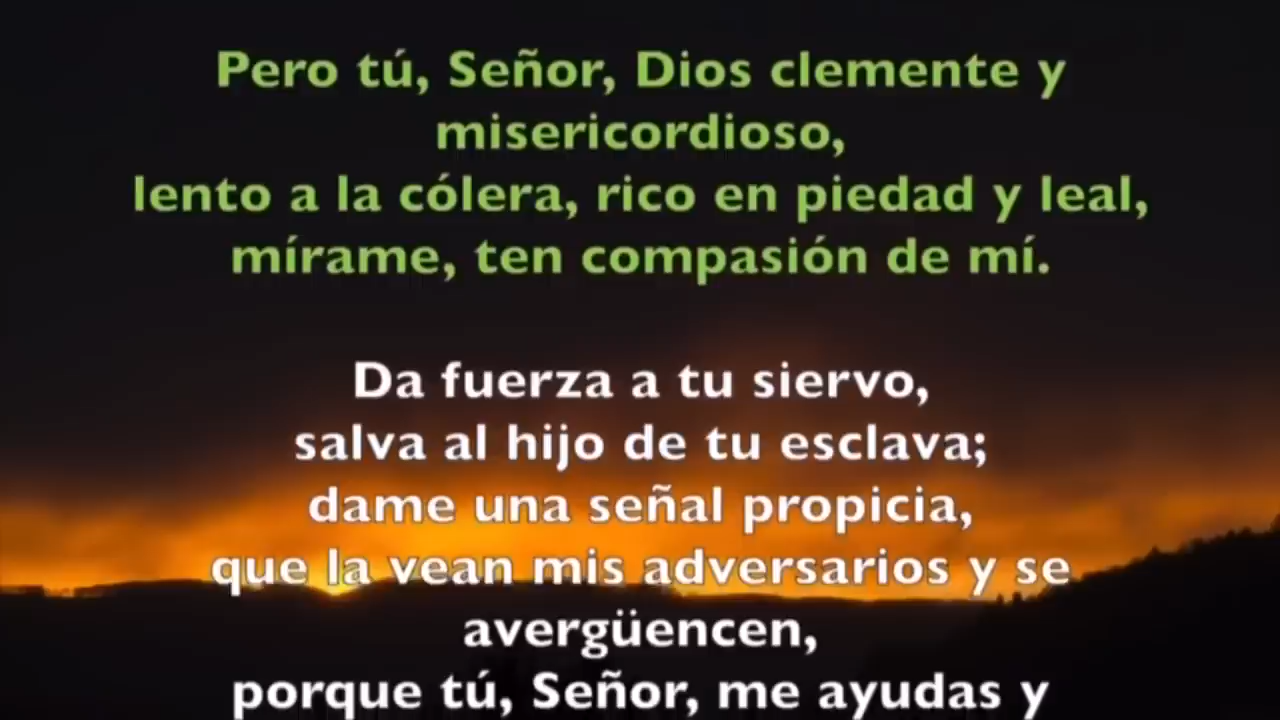 Pero tú, Señor, Dios clemente y
misericordioso,
lento a la cólera, rico en piedad y leal,
mírame, ten compasión de mí.
Da fuerza a tu siervo,
salva al hijo de tu esclava;
dame una señal propicia,
que la vean mis adversarios y se
avergüencen,
porque tú, Señor, me ayudas y